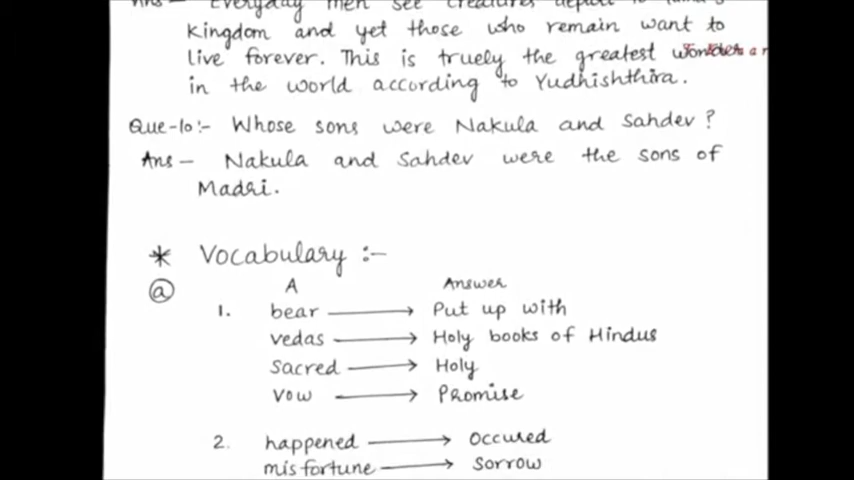 Ans - Everyday men see creatures depart to
kingdom and yet those who remain want to
live forever. This is truely the greatest wonder
in the world according to Yudhishthira.
Que-10:- Whose sons were Nakula and Sahdev ?
Ans - Nakula and Sahdev were the sons of
Madri.
* Vocabulary :-
(a) A Answer
1. bear → Put up with
vedas → Holy books of Hindus
Sacred → Holy
Vow → Promise
2. happened → Occured
misfortune → Sorrow